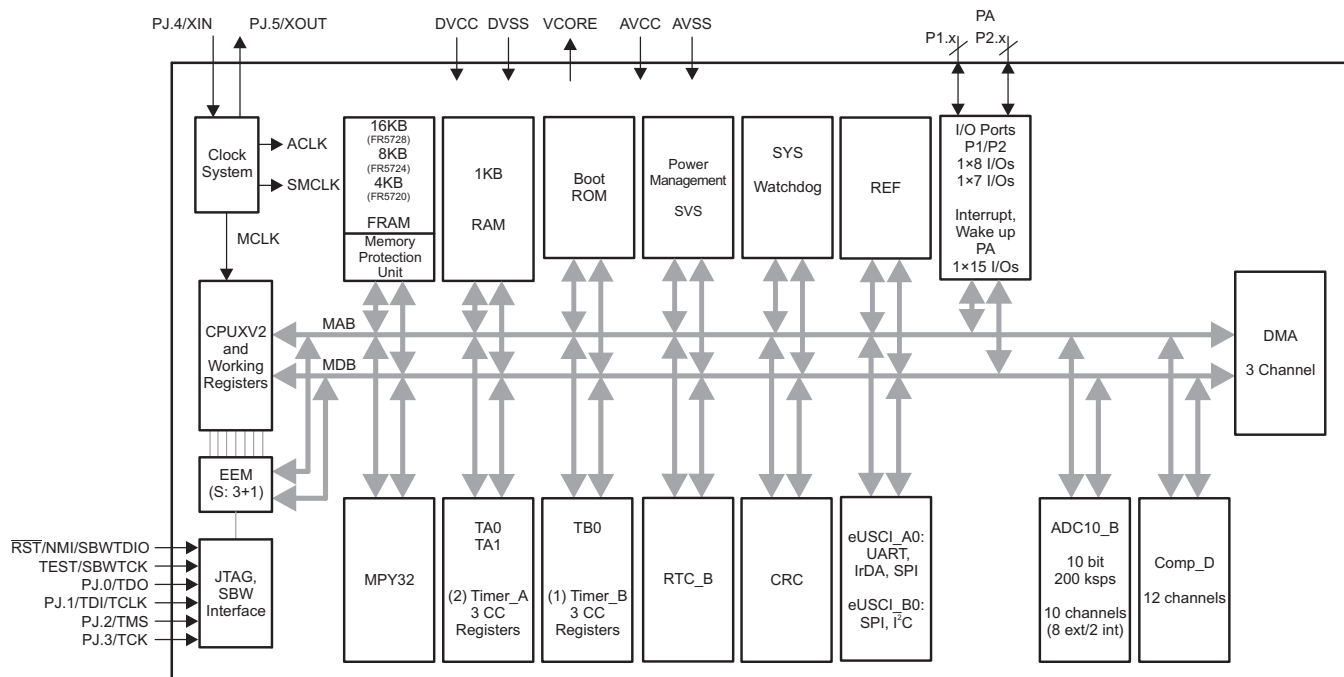 PJ.4/XIN
PJ.5/XOUT
DVCC
DVSS
VCORE
AVCC
AVSS
PA
P1.x
P2.x
Clock
System
ACLK
SMCLK
MCLK
16KB
(FR5728)
8KB
(FR5724)
4KB
(FR5720)
FRAM
Memory
Protection
Unit
1KB
RAM
Boot
ROM
Power
Management
SVS
SYS
Watchdog
REF
I/O Ports
P1/P2
1×8 I/Os
1×7 I/Os
Interrupt,
Wake up
PA
1×15 I/Os
CPUXV2
and
Working
Registers
MAB
MDB
DMA
3 Channel
EEM
(S: 3+1)
RST/NMI/SBWTDIO
TEST/SBWTCK
PJ.0/TDO
PJ.1/TDI/TCLK
PJ.2/TMS
PJ.3/TCK
JTAG,
SBW
Interface
MPY32
TA0
TA1
(2) Timer_A
3 CC
Registers
TB0
(1) Timer_B
3 CC
Registers
RTC_B
CRC
eUSCI_A0:
UART,
IrDA, SPI
eUSCI_B0:
SPI, I²C
ADC10_B
10 bit
200 ksps
10 channels
(8 ext/2 int)
Comp_D
12 channels